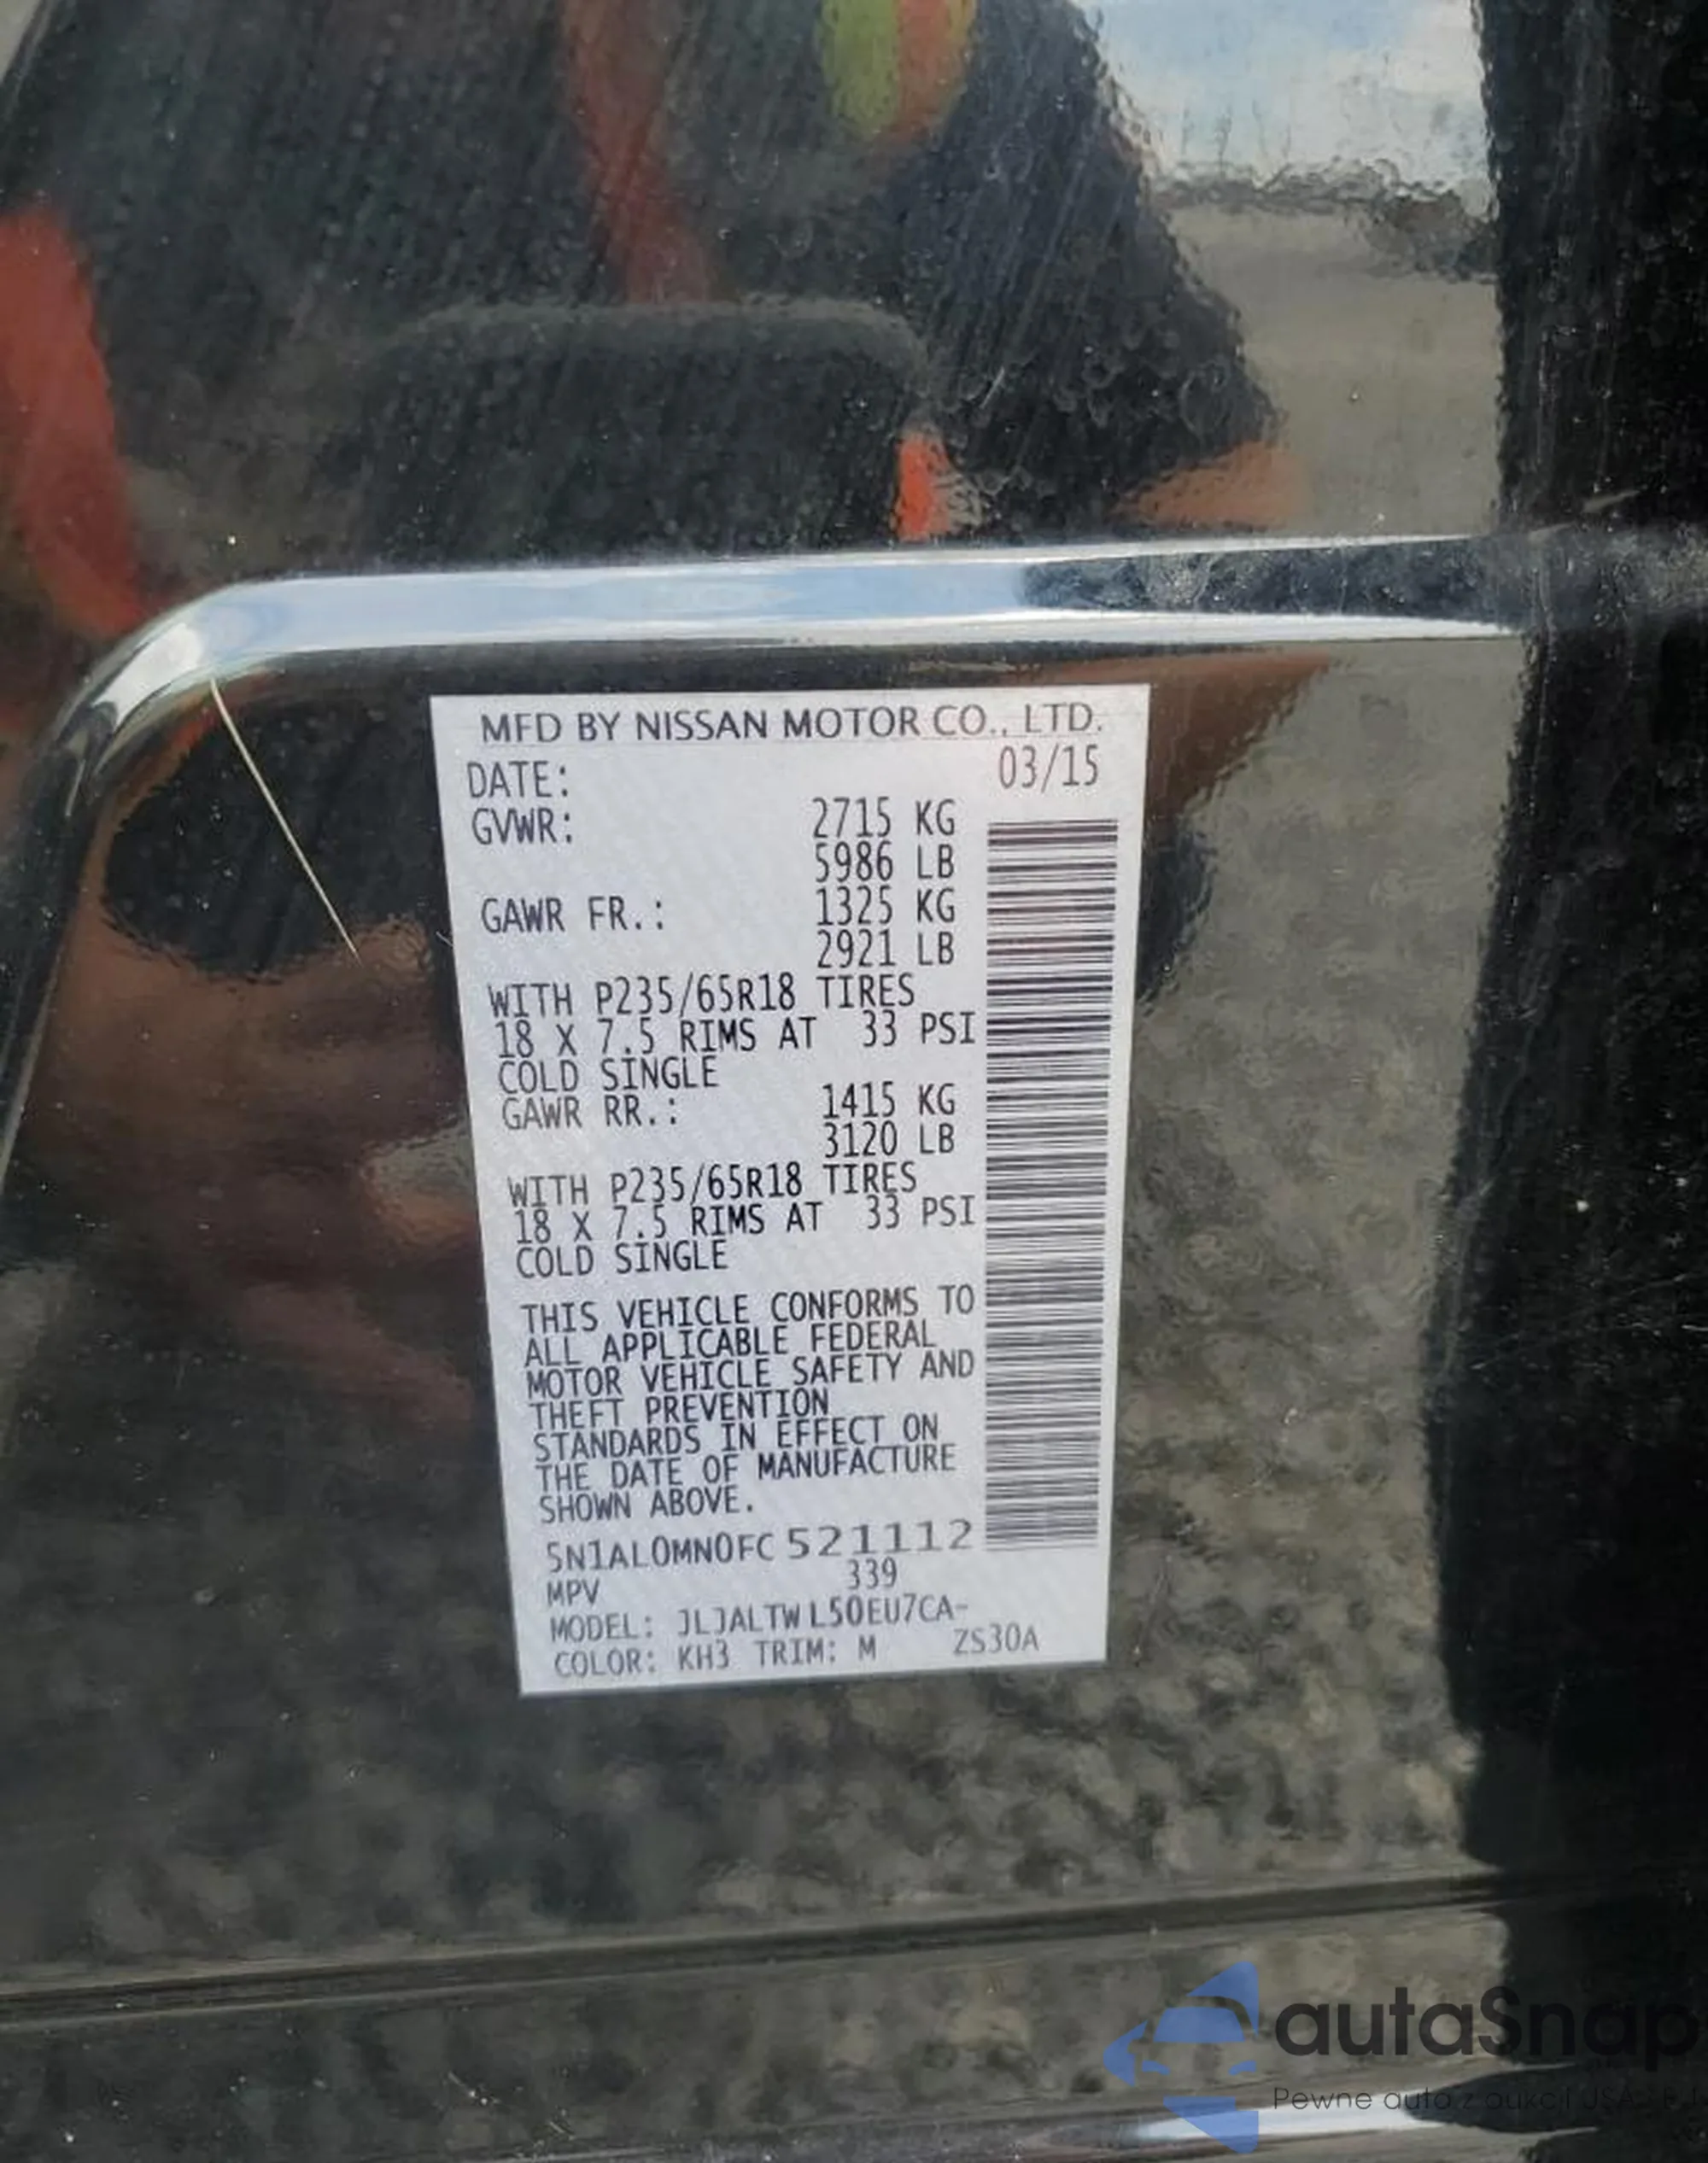 MFD BY NISSAN MOTOR CO., LTD.
DATE: 03/15
GVWR: 2715 KG
5986 LB
GAWR FR.: 1325 KG
2921 LB
WITH P235/65R18 TIRES
18 X 7.5 RIMS AT 33 PSI
COLD SINGLE
GAWR RR.: 1415 KG
3120 LB
WITH P235/65R18 TIRES
18 X 7.5 RIMS AT 33 PSI
COLD SINGLE
THIS VEHICLE CONFORMS TO
ALL APPLICABLE FEDERAL
MOTOR VEHICLE SAFETY AND
THEFT PREVENTION
STANDARDS IN EFFECT ON
THE DATE OF MANUFACTURE
SHOWN ABOVE.
5N1AL0MN0FC521112
MPV 339
MODEL: JLJALTWL50EU7CA-
COLOR: KH3 TRIM: M ZS30A
autaSnap
Pewne auta z aukcji USA